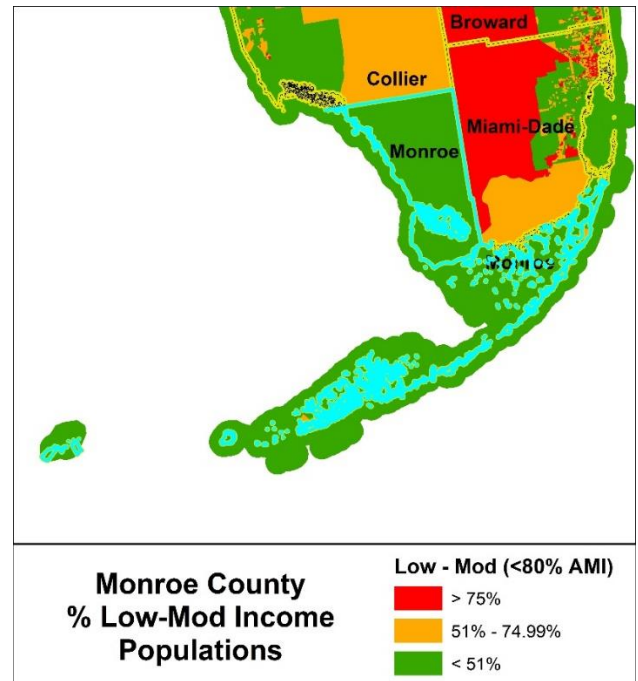 Broward
Collier
Miami-Dade
Monroe
Monroe
Monroe County
% Low-Mod Income
Populations
Low - Mod (<80% AMI)
> 75%
51% - 74.99%
< 51%